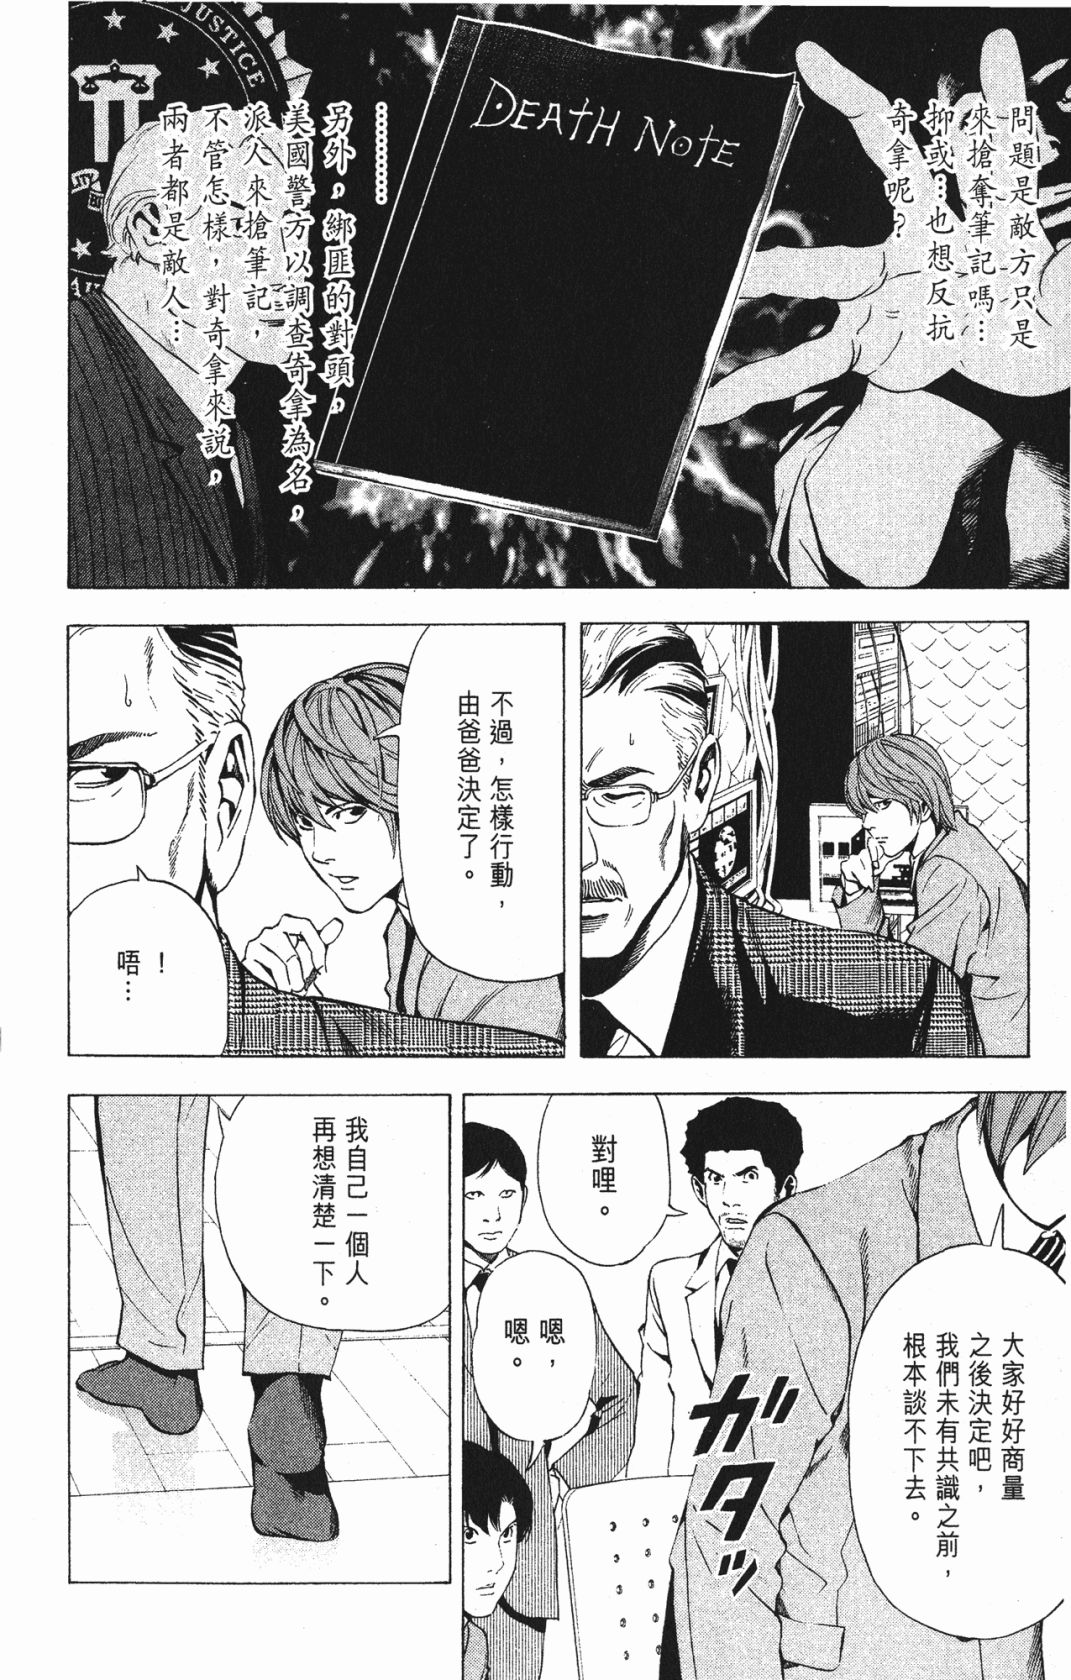 問題是敵方只是
來搶奪筆記嗎…
抑或…也想反抗
奇拿呢？
DEATH NOTE
JUSTICE
…………
另外，綁匪的對頭，
美國警方以調查奇拿為名，
派人來搶筆記，
不管怎樣，對奇拿來說，
兩者都是敵人…
不過，怎樣行動，
由爸爸決定了。
！
唔…
大家好好商量
之後決定吧，
我們未有共識之前，
根本談不下去。
對哩。
嗯，
嗯。
ガタッ
我自己一個人
再想清楚一下。